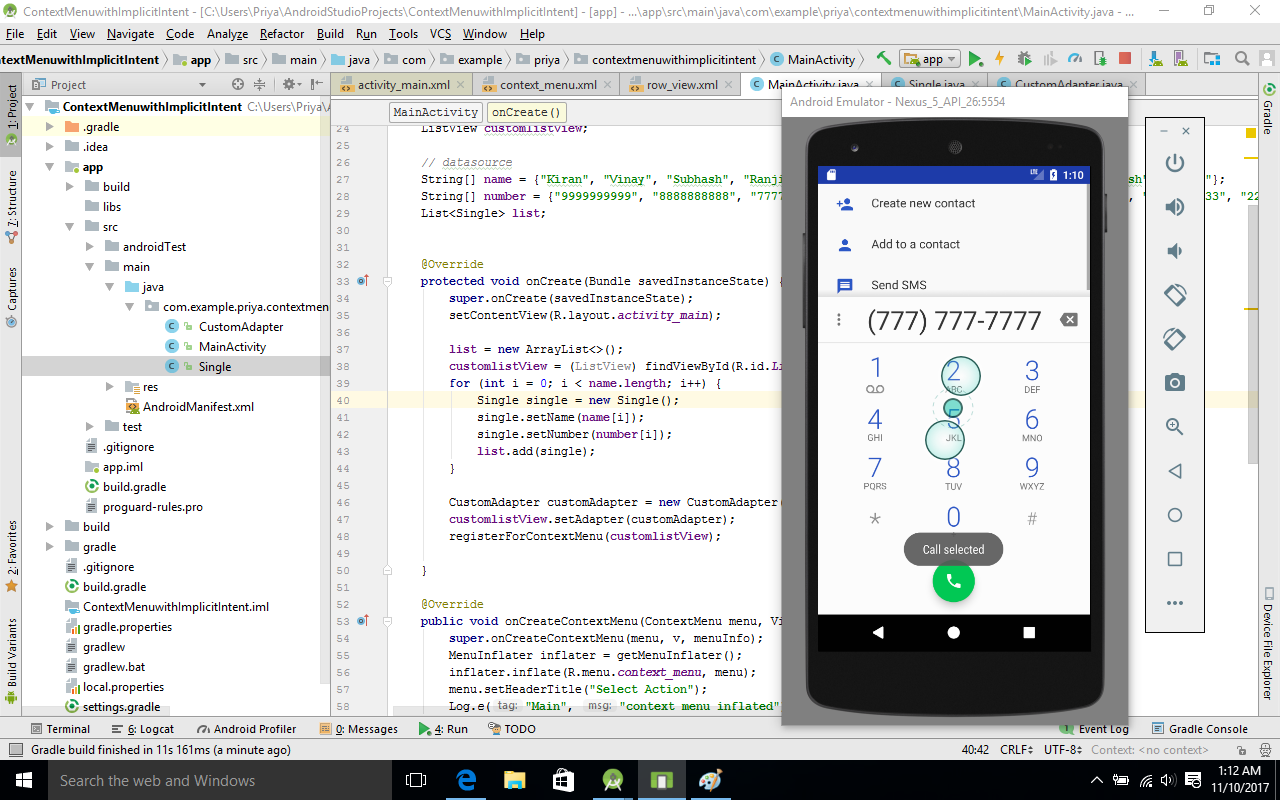 ContextMenuwithImplicitIntent - [C:\Users\Priya\AndroidStudioProjects\ContextMenuwithImplicitIntent] - [app] - ...\app\src\main\java\com\example\priya\contextmenuwithimplicitintent\MainActivity.java - ...
File Edit View Navigate Code Analyze Refactor Build Run Tools VCS Window Help
textMenuwithImplicitIntent app src main java com example priya contextmenuwithimplicitintent MainActivity app
Project
activity_main.xml context_menu.xml row_view.xml MainActivity.java Single.java CustomAdapter.java
1: Project
7: Structure
Captures
2: Favorites
Build Variants
ContextMenuwithImplicitIntent C:\Users\Priya\A
.gradle
.idea
app
build
libs
src
androidTest
main
java
com.example.priya.contextmen
CustomAdapter
MainActivity
Single
res
AndroidManifest.xml
test
.gitignore
app.iml
build.gradle
proguard-rules.pro
build
gradle
.gitignore
build.gradle
ContextMenuwithImplicitIntent.iml
gradle.properties
gradlew
gradlew.bat
local.properties
settings.gradle
MainActivity onCreate()
24 ListView customlistView;
25
26 // datasource
27 String[] name = {"Kiran", "Vinay", "Subhash", "Ranji sh" "};
28 String[] number = {"9999999999", "8888888888", "7777 33", "22
29 List<Single> list;
30
31
32 @Override
33 protected void onCreate(Bundle savedInstanceState) {
34 super.onCreate(savedInstanceState);
35 setContentView(R.layout.activity_main);
36
37 list = new ArrayList<>();
38 customlistView = (ListView) findViewById(R.id.Li
39 for (int i = 0; i < name.length; i++) {
40 Single single = new Single();
41 single.setName(name[i]);
42 single.setNumber(number[i]);
43 list.add(single);
44 }
45
46 CustomAdapter customAdapter = new CustomAdapter(
47 customlistView.setAdapter(customAdapter);
48 registerForContextMenu(customlistView);
49
50 }
51
52 @Override
53 public void onCreateContextMenu(ContextMenu menu, Vi
54 super.onCreateContextMenu(menu, v, menuInfo);
55 MenuInflater inflater = getMenuInflater();
56 inflater.inflate(R.menu.context_menu, menu);
57 menu.setHeaderTitle("Select Action");
58 Log.e( tag: "Main", msg: "context menu inflated"
Android Emulator - Nexus_5_API_26:5554
LTE 1:10
Create new contact
Add to a contact
Send SMS
(777) 777-7777
1 2 3
ABC DEF
4 5 6
GHI JKL MNO
7 8 9
PQRS TUV WXYZ
* 0 #
Call selected
Gradle
Device File Explorer
Terminal 6: Logcat Android Profiler 0: Messages 4: Run TODO 1 Event Log Gradle Console
Gradle build finished in 11s 161ms (a minute ago) 40:42 CRLF UTF-8 Context: <no context>
Search the web and Windows
1:12 AM
11/10/2017